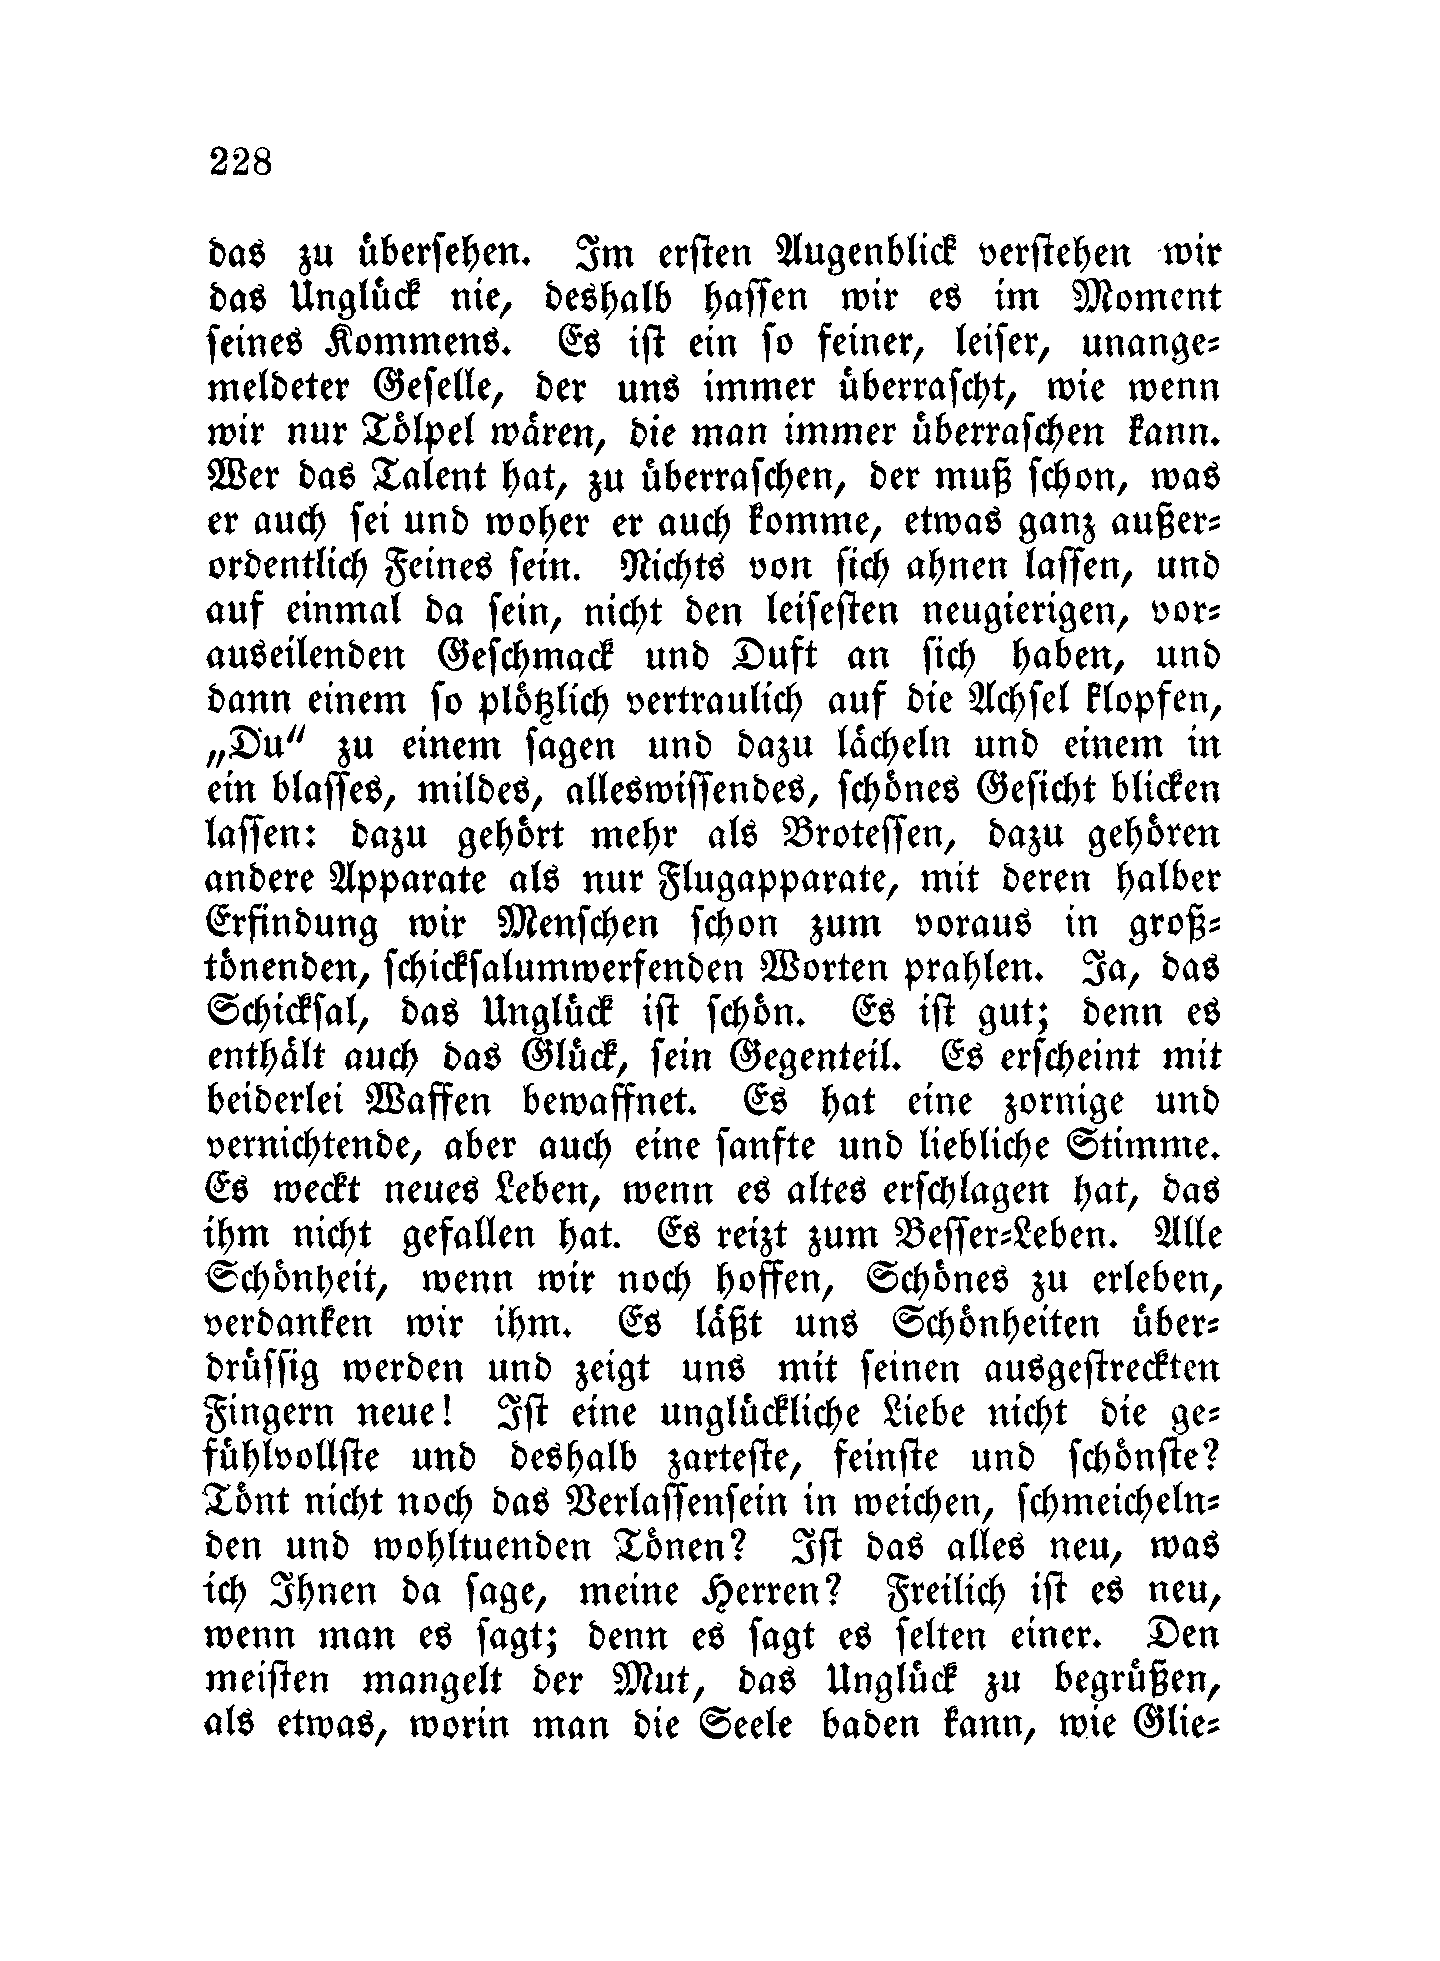 228
das zu übersehen. Im ersten Augenblick verstehen wir
das Unglück nie, deshalb hassen wir es im Moment
seines Kommens. Es ist ein so feiner, leiser, unange-
meldeter Geselle, der uns immer überrascht, wie wenn
wir nur Tölpel wären, die man immer überraschen kann.
Wer das Talent hat, zu überraschen, der muß schon, was
er auch sei und woher er auch komme, etwas ganz außer-
ordentlich Feines sein. Nichts von sich ahnen lassen, und
auf einmal da sein, nicht den leisesten neugierigen, vor-
auseilenden Geschmack und Duft an sich haben, und
dann einem so plötzlich vertraulich auf die Achsel klopfen,
„Du“ zu einem sagen und dazu lächeln und einem in
ein blasses, mildes, alleswissendes, schönes Gesicht blicken
lassen: dazu gehört mehr als Brotessen, dazu gehören
andere Apparate als nur Flugapparate, mit deren halber
Erfindung wir Menschen schon zum voraus in groß-
tönenden, schicksalumwerfenden Worten prahlen. Ja, das
Schicksal, das Unglück ist schön. Es ist gut; denn es
enthält auch das Glück, sein Gegenteil. Es erscheint mit
beiderlei Waffen bewaffnet. Es hat eine zornige und
vernichtende, aber auch eine sanfte und liebliche Stimme.
Es weckt neues Leben, wenn es altes erschlagen hat, das
ihm nicht gefallen hat. Es reizt zum Besser-Leben. Alle
Schönheit, wenn wir noch hoffen, Schönes zu erleben,
verdanken wir ihm. Es läßt uns Schönheiten über-
drüssig werden und zeigt uns mit seinen ausgestreckten
Fingern neue! Ist eine unglückliche Liebe nicht die ge-
fühlvollste und deshalb zarteste, feinste und schönste?
Tönt nicht noch das Verlassensein in weichen, schmeicheln-
den und wohltuenden Tönen? Ist das alles neu, was
ich Ihnen da sage, meine Herren? Freilich ist es neu,
wenn man es sagt; denn es sagt es selten einer. Den
meisten mangelt der Mut, das Unglück zu begrüßen,
als etwas, worin man die Seele baden kann, wie Glie-